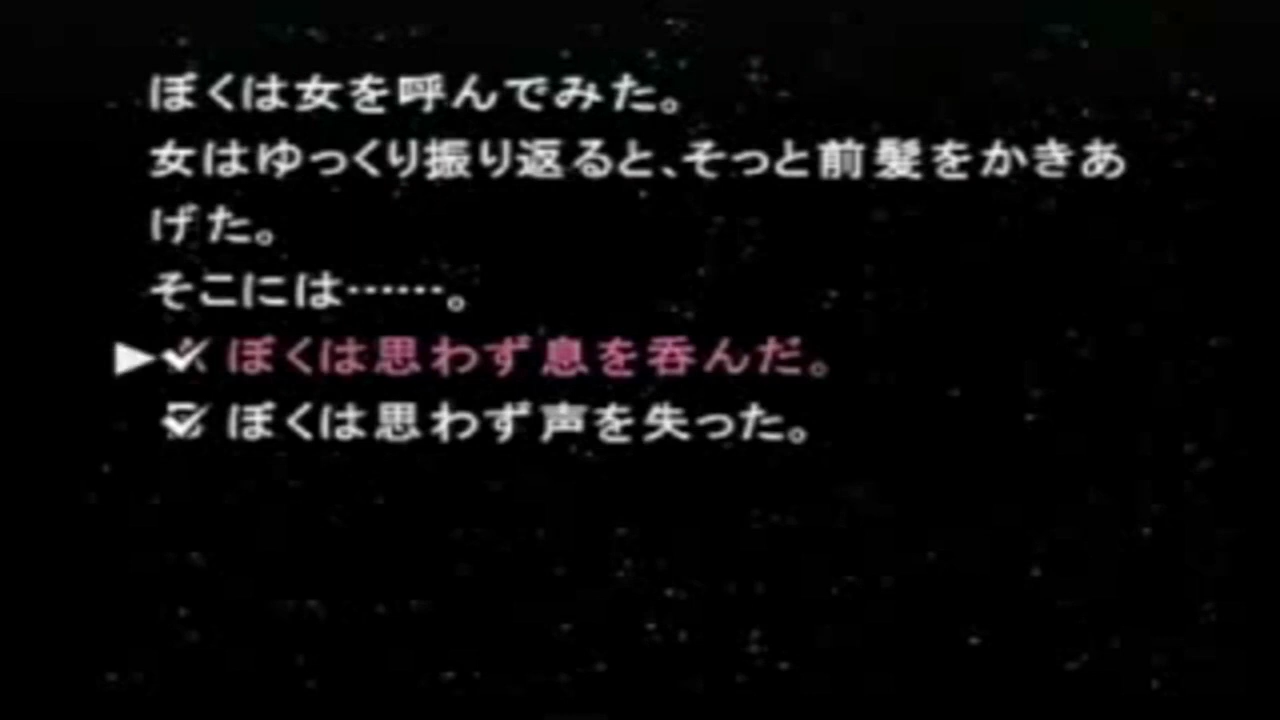 ぼくは女を呼んでみた。
女はゆっくり振り返ると、そっと前髪をかきあ
げた。
そこには……。
ぼくは思わず息を呑んだ。
ぼくは思わず声を失った。